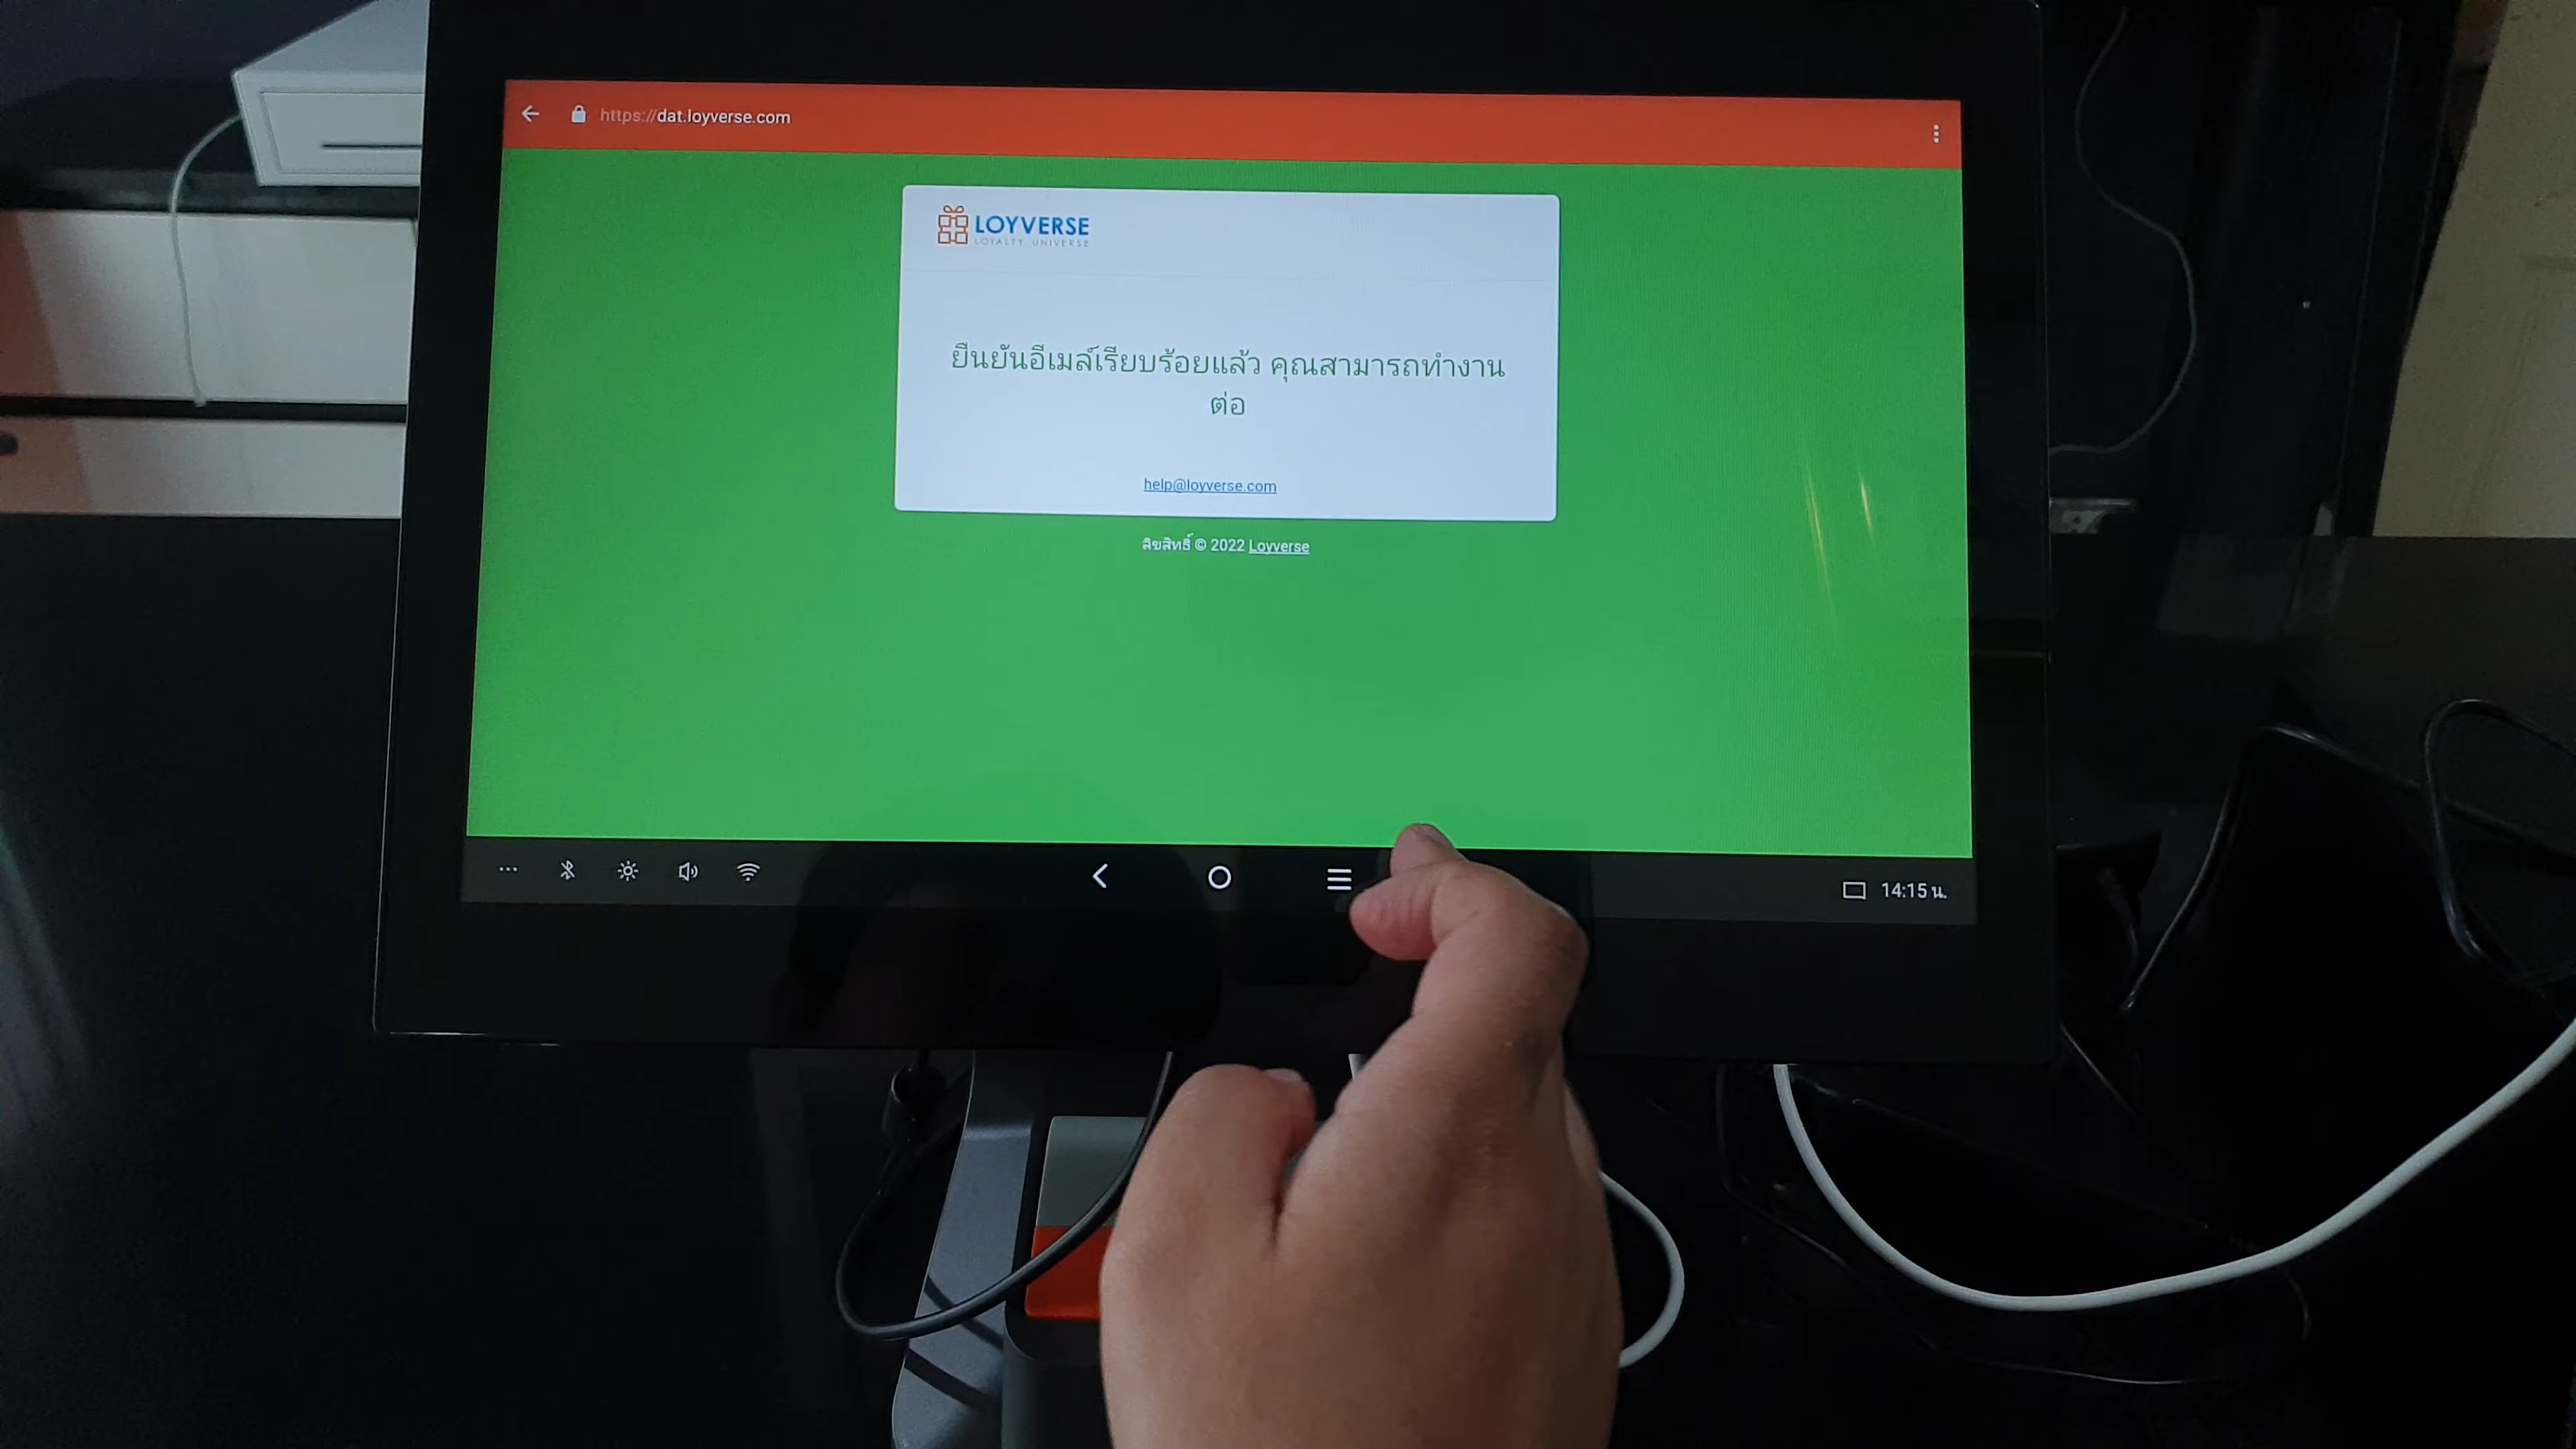 https://dat.loyverse.com
LOYVERSE
LOYALTY UNIVERSE
ยืนยันอีเมล์เรียบร้อยแล้ว คุณสามารถทำงาน
ต่อ
help@loyverse.com
ลิขสิทธิ์ © 2022 Loyverse
14:15 น.